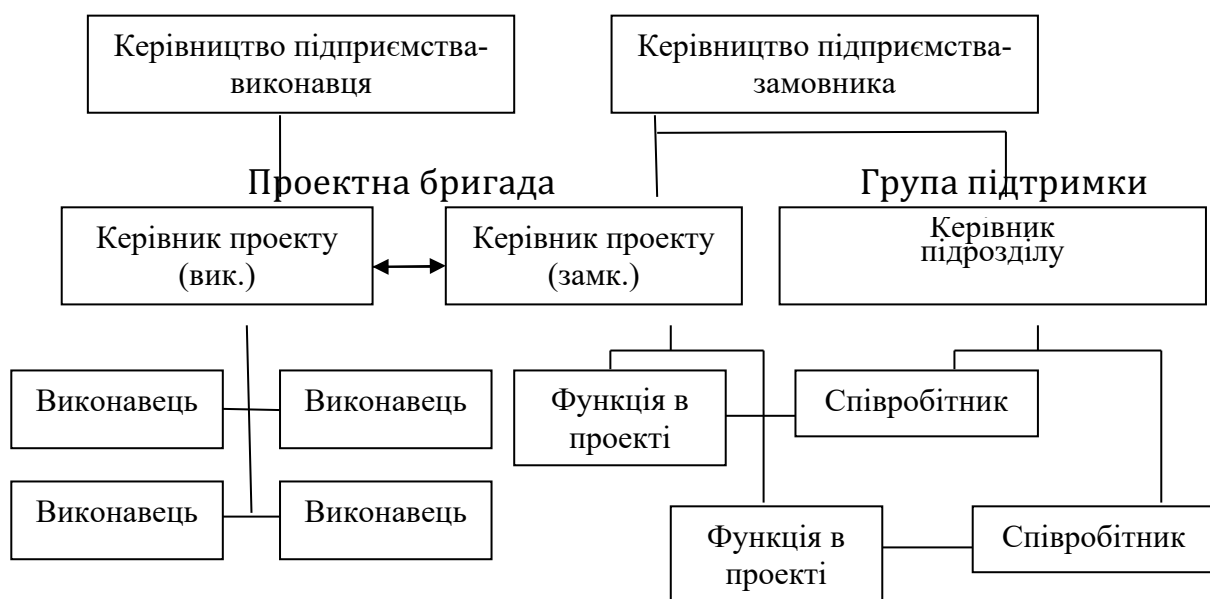 Керівництво підприємства-
виконавця
Керівництво підприємства-
замовника
Проектна бригада
Група підтримки
Керівник проекту
(вик.)
Керівник проекту
(замк.)
Керівник
підрозділу
Виконавець
Виконавець
Функція в
проекті
Співробітник
Виконавець
Виконавець
Функція в
проекті
Співробітник